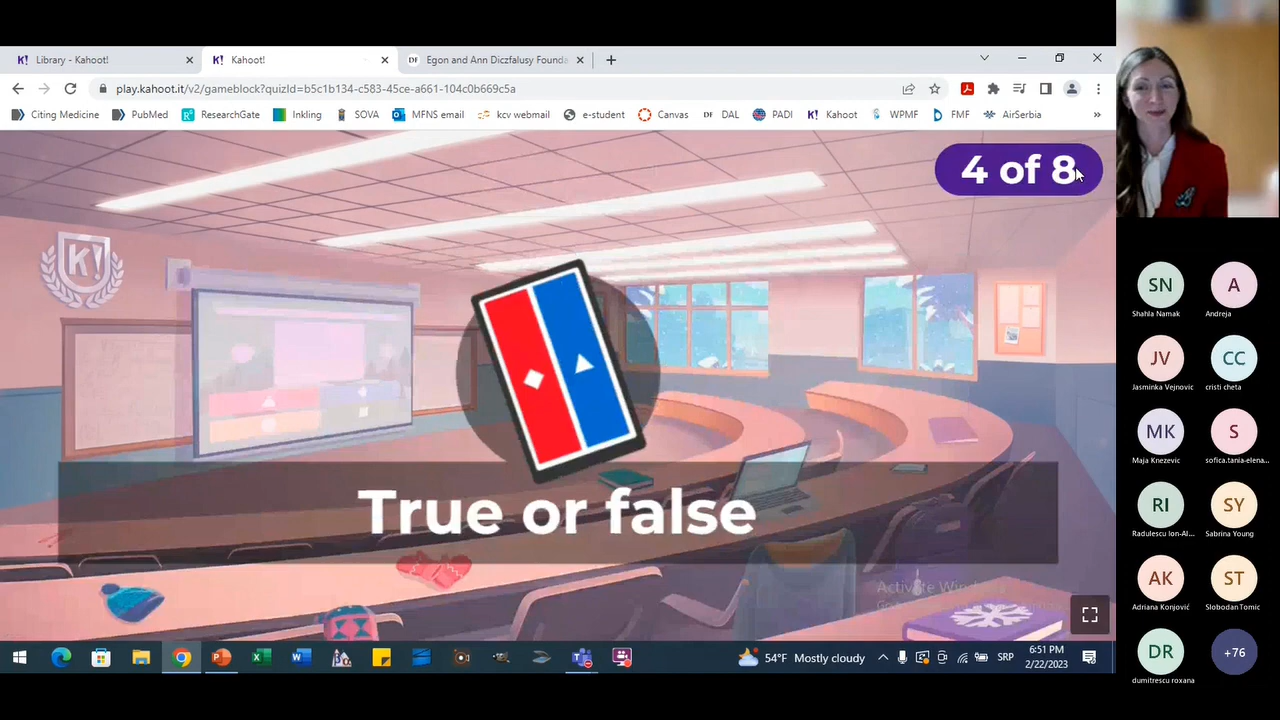 K! Library - Kahoot!
K! Kahoot!
DF Egon and Ann Diczfalusy Founda
play.kahoot.it/v2/gameblock?quizId=b5c1b134-c583-45ce-a661-104c0b669c5a
Citing Medicine
PubMed
ResearchGate
Inkling
SOVA
MFNS email
kcv webmail
e-student
Canvas
DF DAL
PADI
K! Kahoot
WPMF
FMF
AirSerbia
»
4 of 8
K!
True or false
Activate Win
54°F Mostly cloudy
SRP
6:51 PM
2/22/2023
SN
Shahla Namak
A
Andreja
JV
Jasminka Vejnovic
CC
cristi cheta
MK
Maja Knezevic
S
sofica.tania-elena...
RI
Radulescu Ion-Al...
SY
Sabrina Young
AK
Adriana Konjović
ST
Slobodan Tomic
DR
dumitrescu roxana
+76